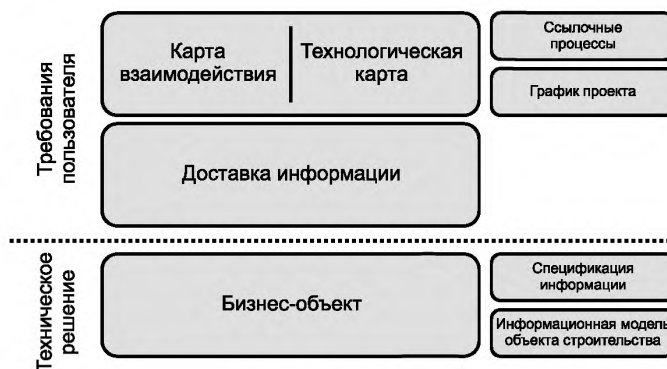 Требования
пользователя
Карта
взаимодействия
Технологическая
карта
Ссылочные
процессы
График проекта
Доставка информации
Техническое
решение
Бизнес-объект
Спецификация
информации
Информационная модель
объекта строительства